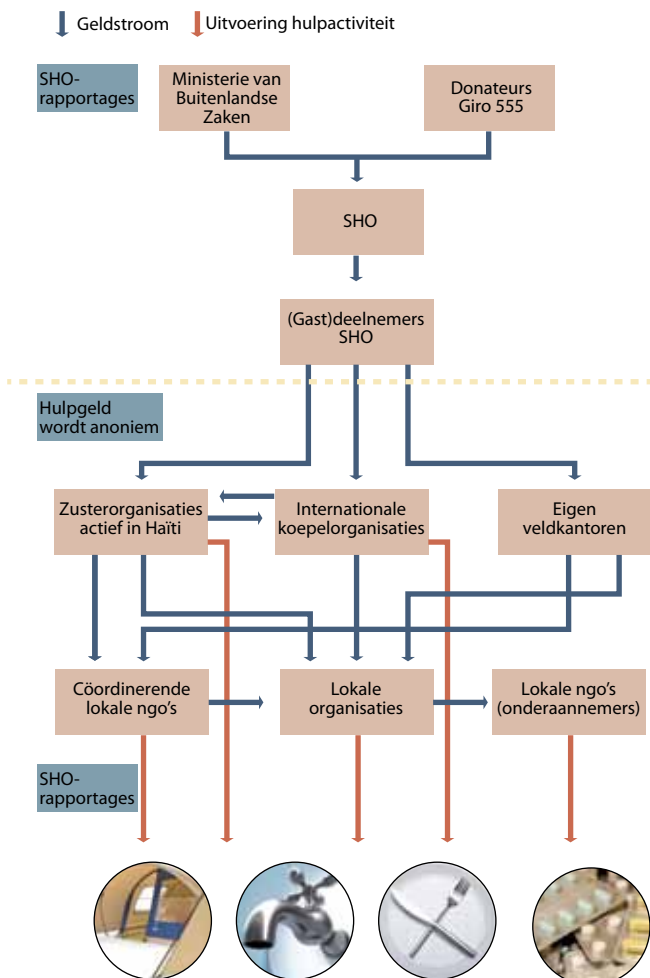 Geldstroom
Uitvoering hulpactiviteit
SHO-
rapportages
Ministerie van
Buitenlandse
Zaken
Donateurs
Giro 555
SHO
(Gast)deelnemers
SHO
Hulpgeld
wordt anoniem
Zusterorganisaties
actief in Haïti
Internationale
koepelorganisaties
Eigen
veldkantoren
Cöordinerende
lokale ngo's
Lokale
organisaties
Lokale ngo's
(onderaannemers)
SHO-
rapportages